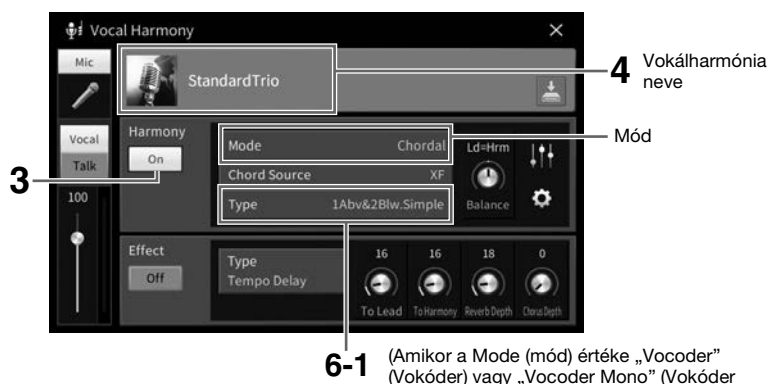 Vocal Harmony
Mic
StandardTrio
4 Vokálharmónia
neve
Vocal
Talk
100
Harmony
On
Mode Chordal
Chord Source XF
Type 1Abv&2Blw.Simple
Ld=Hrm
Balance
Mód
3
Effect
Off
Type
Tempo Delay
16 16 18 0
To Lead To Harmony Reverb Depth Chorus Depth
6-1 (Amikor a Mode (mód) értéke „Vocoder”
(Vokóder) vagy „Vocoder Mono” (Vokóder